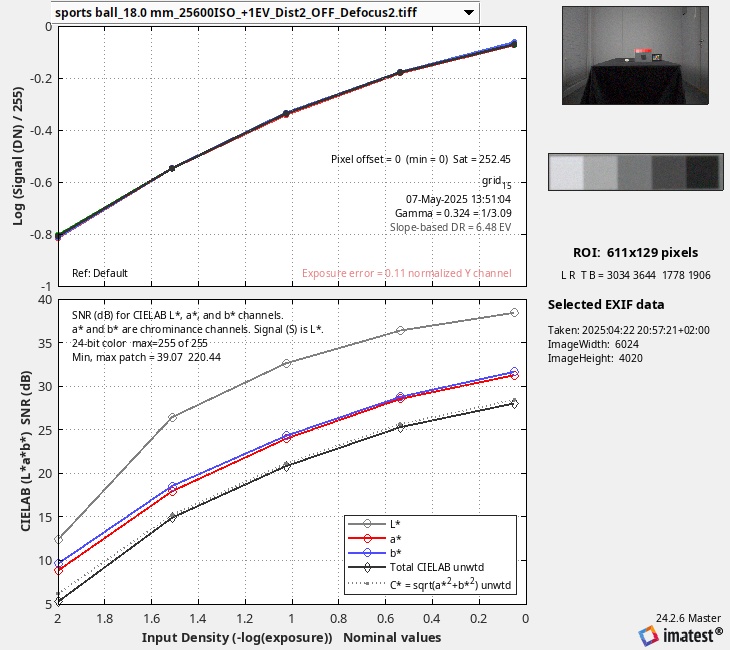 sports ball_18.0 mm_25600ISO_+1EV_Dist2_OFF_Defocus2.tiff
0
-0.2
-0.4
-0.6
-0.8
-1
Log (Signal (DN) / 255)
Pixel offset = 0 (min = 0) Sat = 252.45
grid_15
07-May-2025 13:51:04
Gamma = 0.324 = 1/3.09
Slope-based DR = 6.48 EV
Ref: Default
Exposure error = 0.11 normalized Y channel
40
35
30
25
20
15
10
5
CIELAB (L*a*b*) SNR (dB)
SNR (dB) for CIELAB L*, a*, and b* channels.
a* and b* are chrominance channels. Signal (S) is L*.
24-bit color max=255 of 255
Min, max patch = 39.07 220.44
L*
a*
b*
Total CIELAB unwtd
C* = sqrt(a*2+b*2) unwtd
2 1.8 1.6 1.4 1.2 1 0.8 0.6 0.4 0.2 0
Input Density (-log(exposure)) Nominal values
ROI: 611x129 pixels
L R T B = 3034 3644 1778 1906
Selected EXIF data
Taken: 2025:04:22 20:57:21+02:00
ImageWidth: 6024
ImageHeight: 4020
24.2.6 Master
imatest®